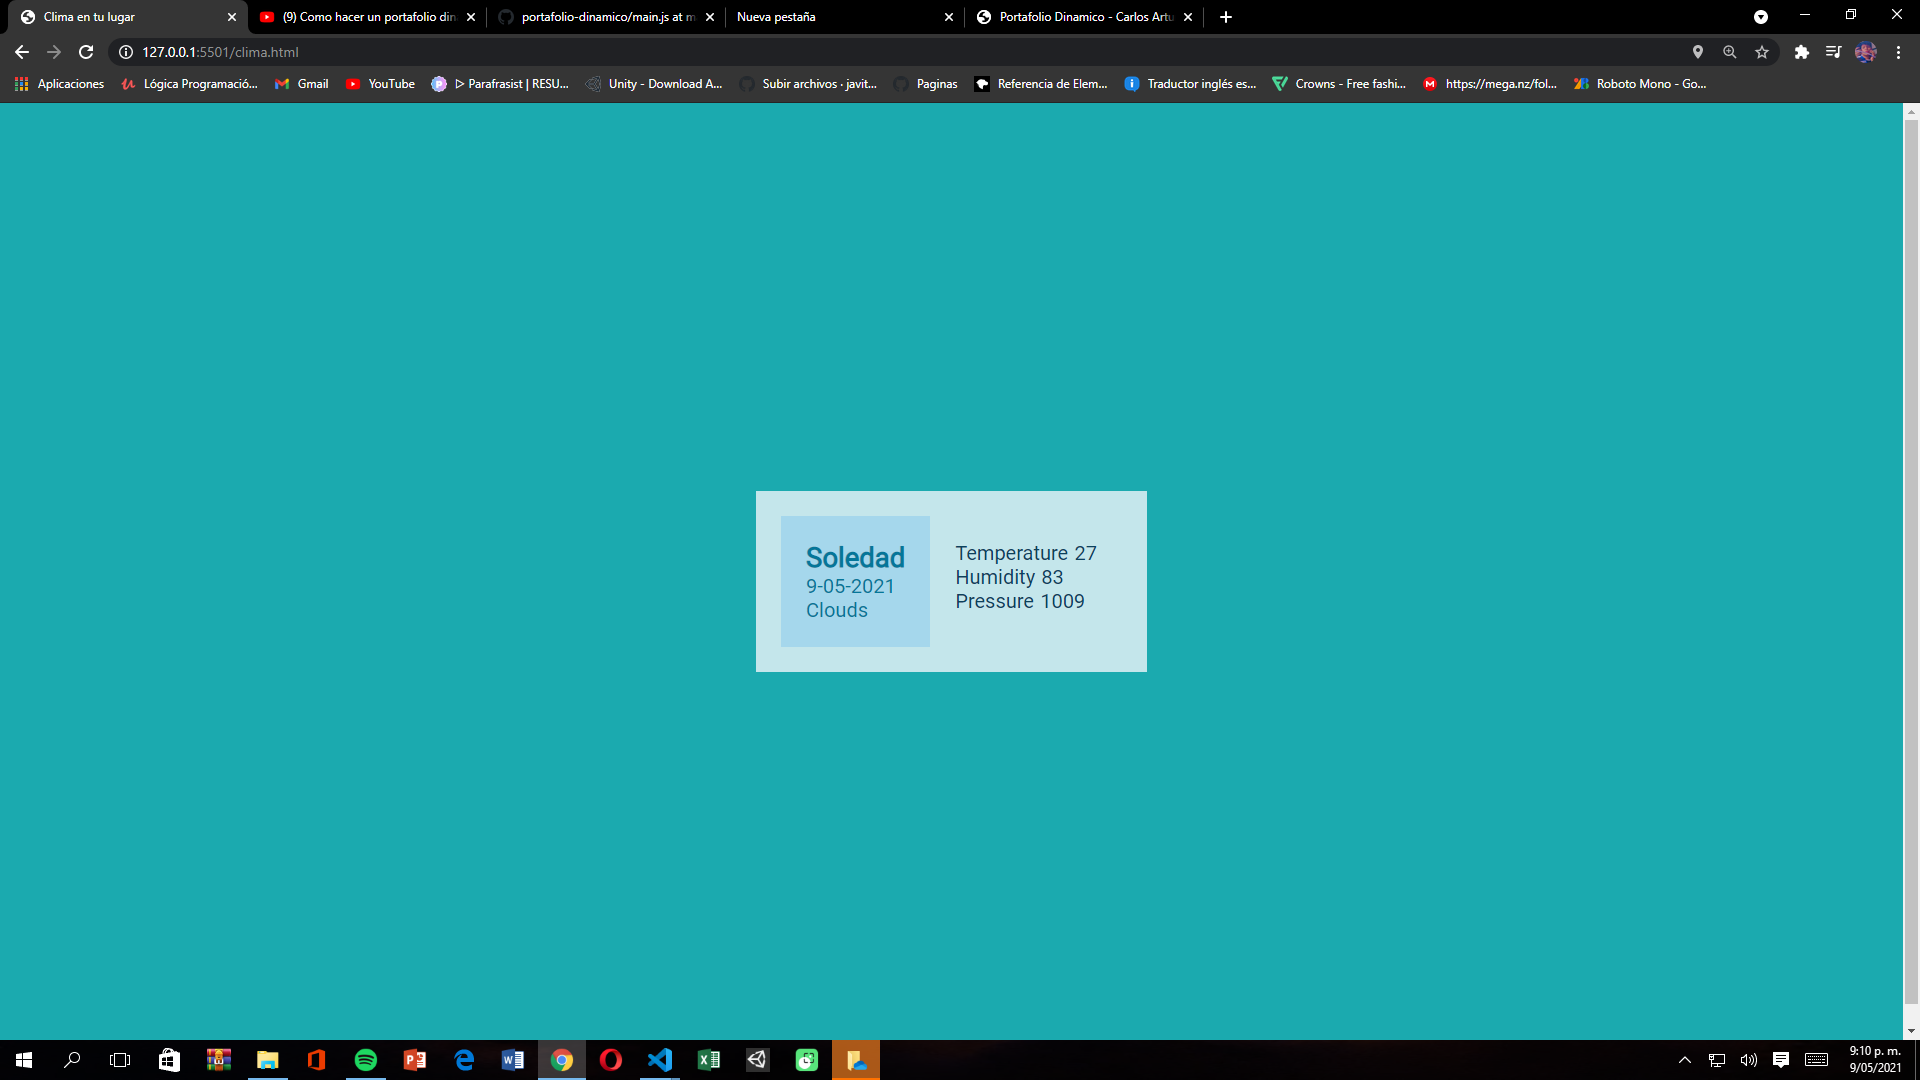 Clima en tu lugar
(9) Como hacer un portafolio din
portafolio-dinamico/main.js at m
Nueva pestaña
Portafolio Dinamico - Carlos Artu
127.0.0.1:5501/clima.html
Aplicaciones
Lógica Programació...
Gmail
YouTube
▷ Parafrasist | RESU...
Unity - Download A...
Subir archivos · javit...
Paginas
Referencia de Elem...
Traductor inglés es...
Crowns - Free fashi...
https://mega.nz/fol...
Roboto Mono - Go...
Soledad
9-05-2021
Clouds
Temperature 27
Humidity 83
Pressure 1009
9:10 p. m.
9/05/2021